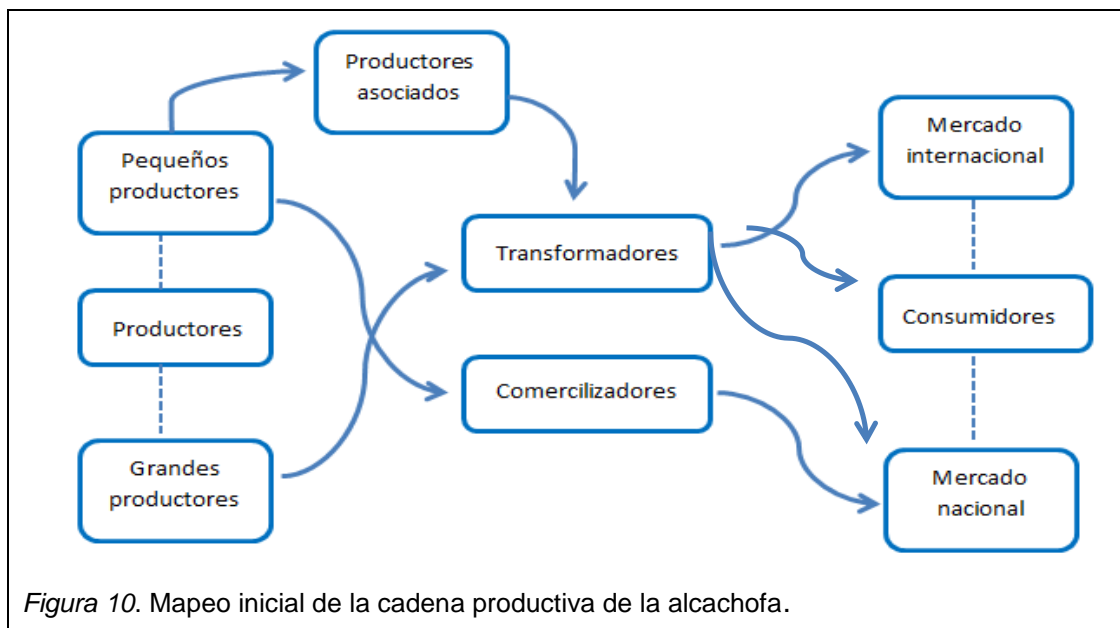 Productores
asociados
Pequeños
productores
Productores
Grandes
productores
Transformadores
Comercilizadores
Mercado
internacional
Consumidores
Mercado
nacional
Figura 10. Mapeo inicial de la cadena productiva de la alcachofa.